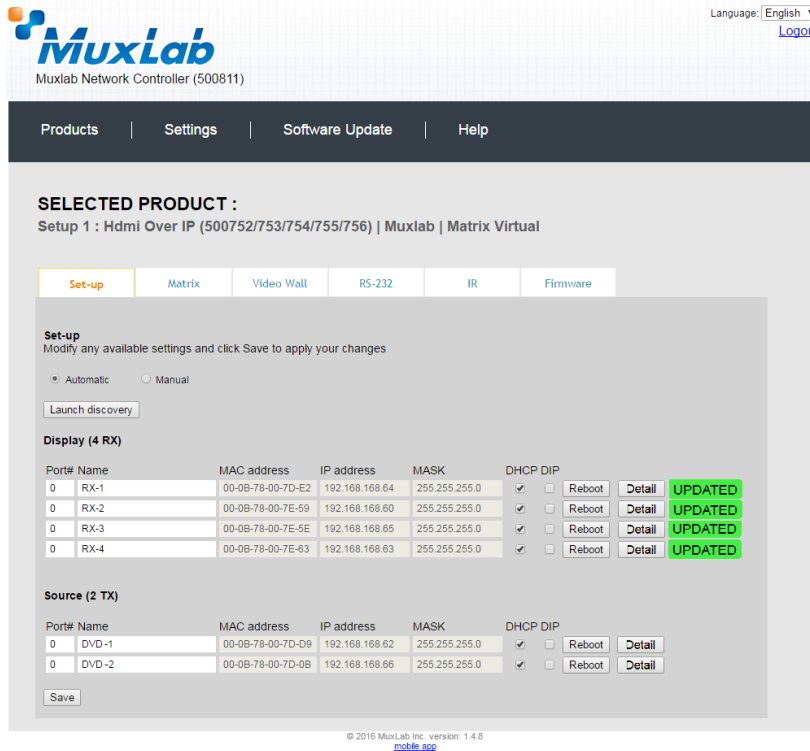 Language: English
Logon
MuxLab
Muxlab Network Controller (500811)
Products | Settings | Software Update | Help
SELECTED PRODUCT :
Setup 1 : Hdmi Over IP (500752/753/754/755/756) | Muxlab | Matrix Virtual
Set-up Matrix Video Wall RS-232 IR Firmware
Set-up
Modify any available settings and click Save to apply your changes
Automatic Manual
Launch discovery
Display (4 RX)
Port# Name MAC address IP address MASK DHCP DIP
0 RX-1 00-0B-78-00-7D-E2 192.168.168.64 255.255.255.0 Reboot Detail UPDATED
0 RX-2 00-0B-78-00-7E-59 192.168.168.60 255.255.255.0 Reboot Detail UPDATED
0 RX-3 00-0B-78-00-7E-5E 192.168.168.65 255.255.255.0 Reboot Detail UPDATED
0 RX-4 00-0B-78-00-7E-63 192.168.168.63 255.255.255.0 Reboot Detail UPDATED
Source (2 TX)
Port# Name MAC address IP address MASK DHCP DIP
0 DVD-1 00-0B-78-00-7D-D9 192.168.168.62 255.255.255.0 Reboot Detail
0 DVD-2 00-0B-78-00-7D-0B 192.168.168.66 255.255.255.0 Reboot Detail
Save
© 2016 MuxLab Inc. version: 1.4.8
mobile app